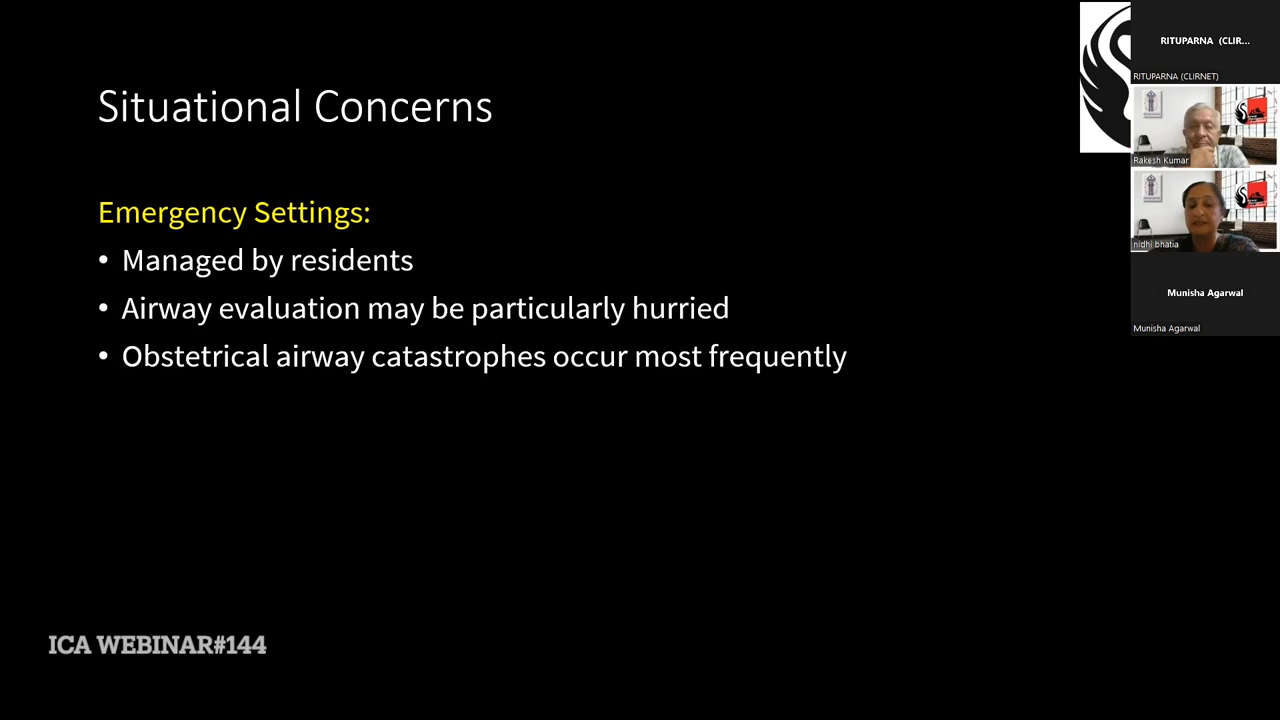 Situational Concerns
Emergency Settings:
• Managed by residents
• Airway evaluation may be particularly hurried
• Obstetrical airway catastrophes occur most frequently
ICA WEBINAR#144
RITUPARNA (CLIR...
RITUPARNA (CLIRNET)
Rakesh Kumar
nidhi bhatia
Munisha Agarwal
Munisha Agarwal